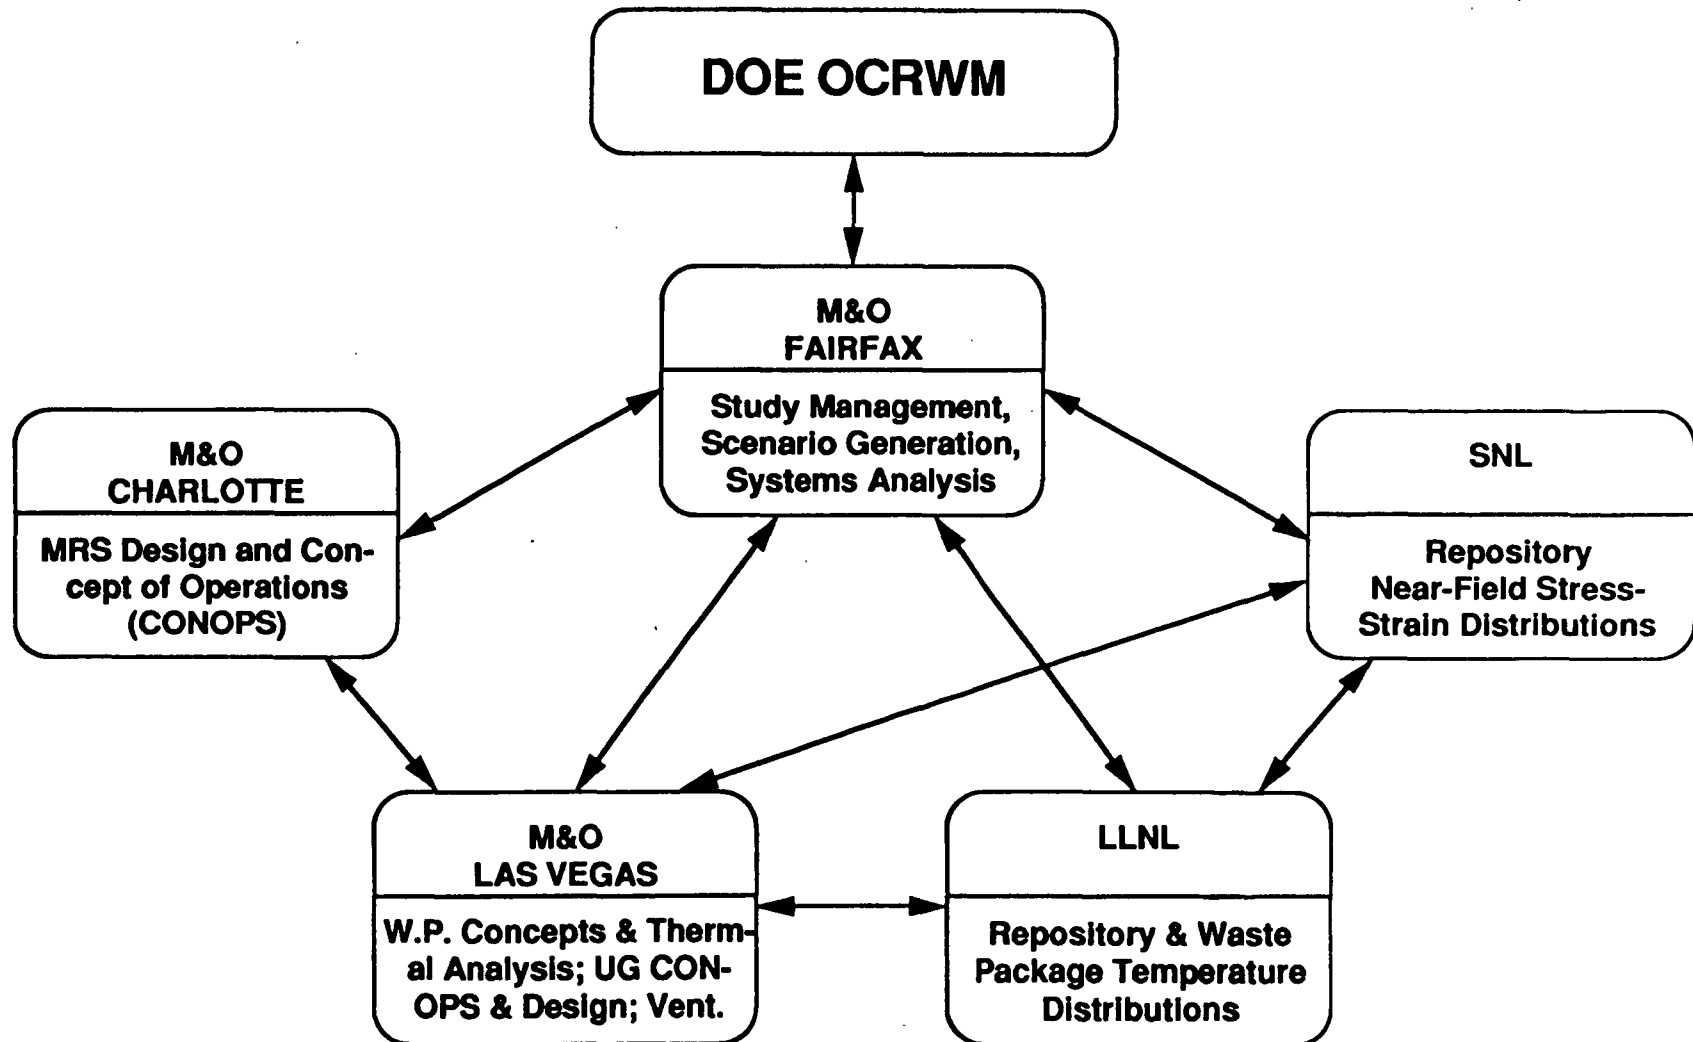 DOE OCRWM
M&O
FAIRFAX
Study Management,
Scenario Generation,
Systems Analysis
M&O
CHARLOTTE
MRS Design and Con-
cept of Operations
(CONOPS)
SNL
Repository
Near-Field Stress-
Strain Distributions
M&O
LAS VEGAS
W.P. Concepts & Therm-
al Analysis; UG CON-
OPS & Design; Vent.
LLNL
Repository & Waste
Package Temperature
Distributions